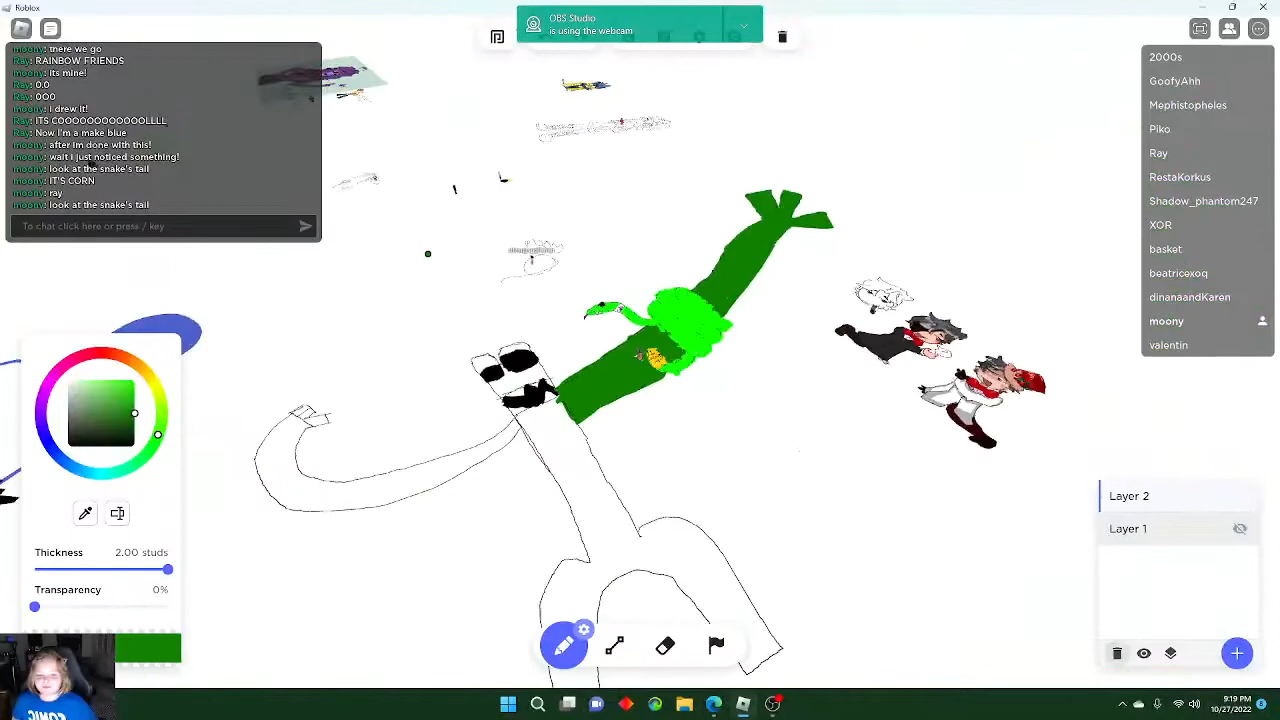 Roblox
OBS Studio
is using the webcam
moony: there we go
Ray: RAINBOW FRIENDS
moony: Its mine!
Ray: 0.0
Ray: 000
moony: I drew it!
Ray: ITS COOOOOOOOOOOOLLLL
Ray: Now I'm a make blue
moony: after im done with this!
moony: wait I just noticed something!
moony: look at the snake's tail
moony: IT'S CORN
moony: ray
moony: look at the snake's tail
To chat click here or press / key
2000s
GoofyAhh
Mephistopheles
Piko
Ray
RestaKorkus
Shadow_phantom247
XOR
basket
beatricexoq
dinanaandKaren
moony
valentin
Thickness 2.00 studs
Transparency 0%
Layer 2
Layer 1
SONIC
9:19 PM
10/27/2022